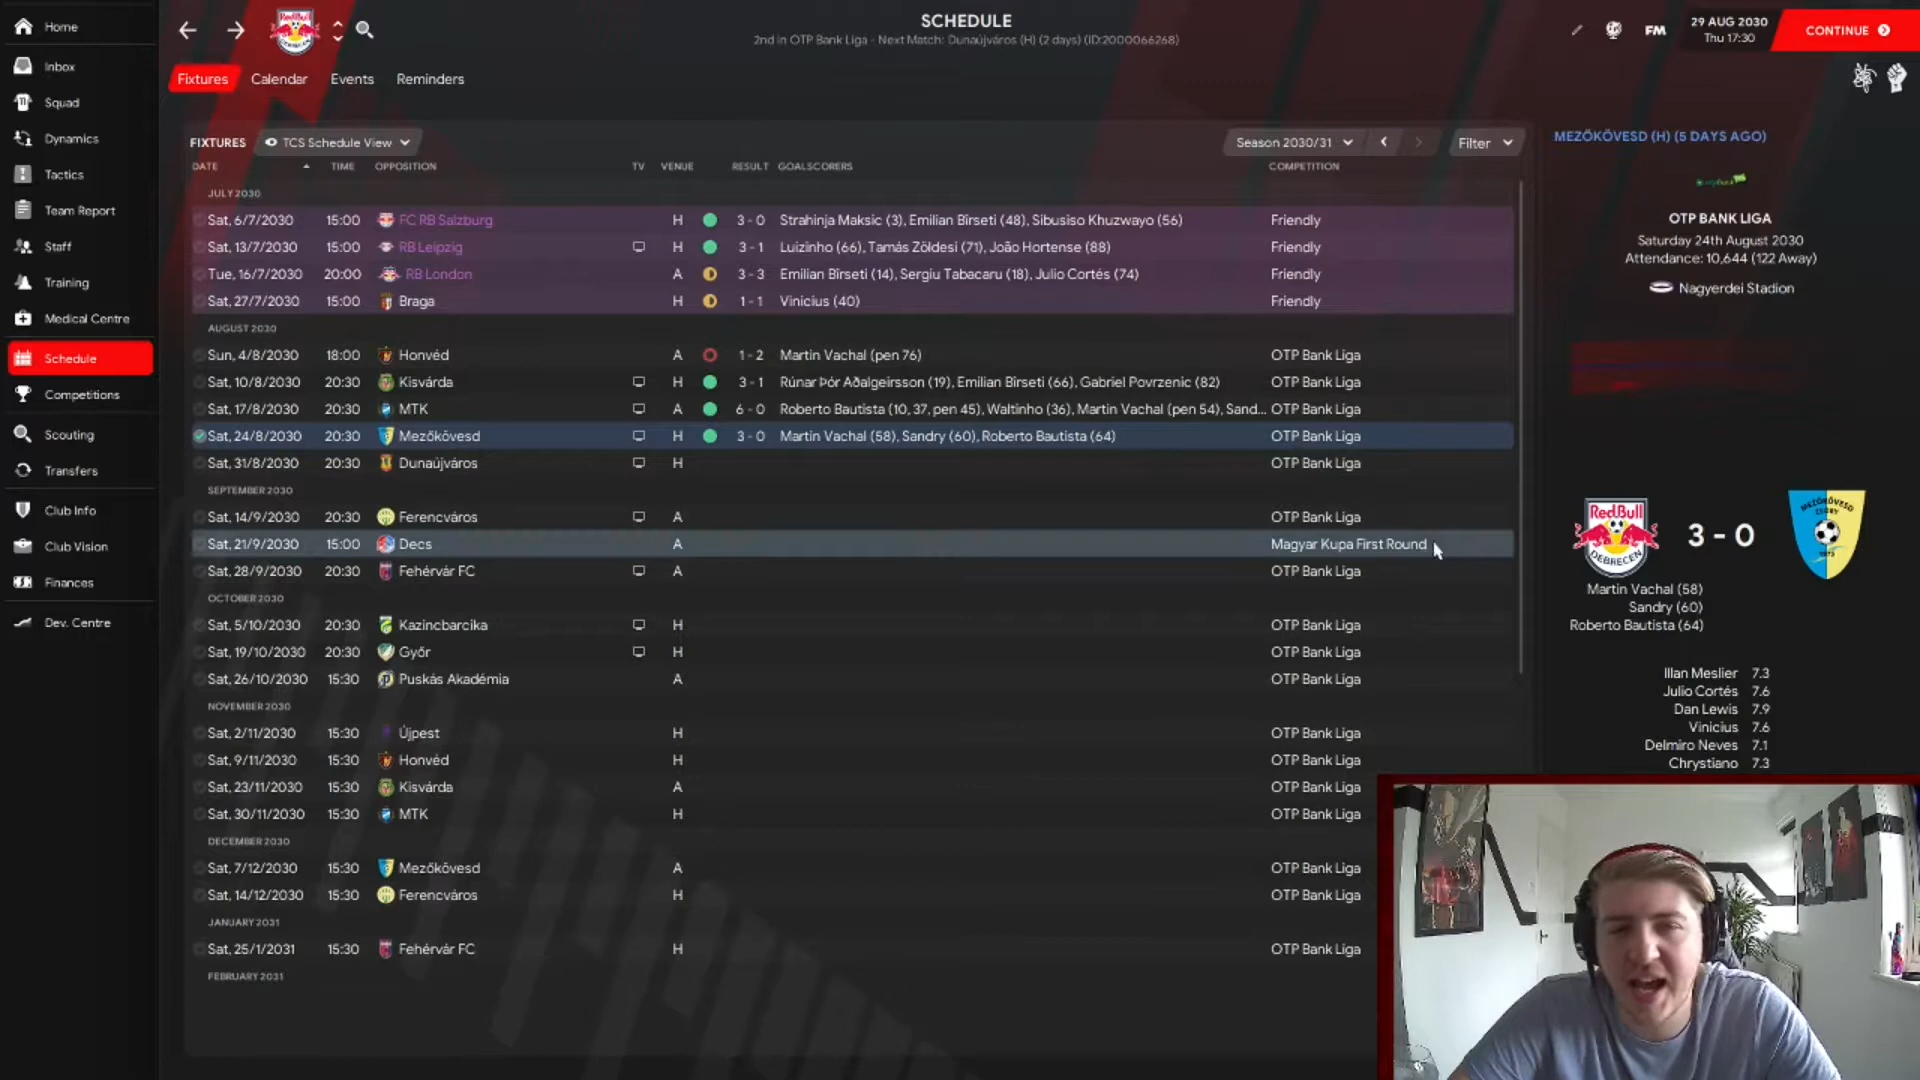 Home
Inbox
Squad
Dynamics
Tactics
Team Report
Staff
Training
Medical Centre
Schedule
Competitions
Scouting
Transfers
Club Info
Club Vision
Finances
Dev. Centre
RedBull
DEBRECEN
SCHEDULE
2nd in OTP Bank Liga - Next Match: Dunaújváros (H) (2 days) (ID:2000066268)
FM
29 AUG 2030
Thu 17:30
CONTINUE
Fixtures Calendar Events Reminders
FIXTURES TCS Schedule View Season 2030/31 Filter
DATE TIME OPPOSITION TV VENUE RESULT GOALSCORERS COMPETITION
JULY 2030
Sat, 6/7/2030 15:00 FC RB Salzburg H 3 - 0 Strahinja Maksic (3), Emilian Bîrseti (48), Sibusiso Khuzwayo (56) Friendly
Sat, 13/7/2030 15:00 RB Leipzig H 3 - 1 Luizinho (66), Tamás Zöldesi (71), João Hortense (88) Friendly
Tue, 16/7/2030 20:00 RB London A 3 - 3 Emilian Bîrseti (14), Sergiu Tabacaru (18), Julio Cortés (74) Friendly
Sat, 27/7/2030 15:00 Braga H 1 - 1 Vinicius (40) Friendly
AUGUST 2030
Sun, 4/8/2030 18:00 Honvéd A 1 - 2 Martin Vachal (pen 76) OTP Bank Liga
Sat, 10/8/2030 20:30 Kisvárda H 3 - 1 Rúnar Þór Aðalgeirsson (19), Emilian Bîrseti (66), Gabriel Povrzenic (82) OTP Bank Liga
Sat, 17/8/2030 20:30 MTK A 6 - 0 Roberto Bautista (10, 37, pen 45), Waltinho (36), Martin Vachal (pen 54), Sand... OTP Bank Liga
Sat, 24/8/2030 20:30 Mezőkövesd H 3 - 0 Martin Vachal (58), Sandry (60), Roberto Bautista (64) OTP Bank Liga
Sat, 31/8/2030 20:30 Dunaújváros H OTP Bank Liga
SEPTEMBER 2030
Sat, 14/9/2030 20:30 Ferencváros A OTP Bank Liga
Sat, 21/9/2030 15:00 Decs A Magyar Kupa First Round
Sat, 28/9/2030 20:30 Fehérvár FC A OTP Bank Liga
OCTOBER 2030
Sat, 5/10/2030 20:30 Kazincbarcika H OTP Bank Liga
Sat, 19/10/2030 20:30 Győr H OTP Bank Liga
Sat, 26/10/2030 15:30 Puskás Akadémia A OTP Bank Liga
NOVEMBER 2030
Sat, 2/11/2030 15:30 Újpest H OTP Bank Liga
Sat, 9/11/2030 15:30 Honvéd H OTP Bank Liga
Sat, 23/11/2030 15:30 Kisvárda A OTP Bank Liga
Sat, 30/11/2030 15:30 MTK H OTP Bank Liga
DECEMBER 2030
Sat, 7/12/2030 15:30 Mezőkövesd A OTP Bank Liga
Sat, 14/12/2030 15:30 Ferencváros H OTP Bank Liga
JANUARY 2031
Sat, 25/1/2031 15:30 Fehérvár FC H OTP Bank Liga
FEBRUARY 2031
MEZŐKÖVESD (H) (5 DAYS AGO)
OTP BANK LIGA
Saturday 24th August 2030
Attendance: 10,644 (122 Away)
Nagyerdei Stadion
RedBull
DEBRECEN
3 - 0
MEZŐKÖVESD
ZSÓRY
Martin Vachal (58)
Sandry (60)
Roberto Bautista (64)
Illan Meslier 7.3
Julio Cortés 7.6
Dan Lewis 7.9
Vinicius 7.6
Delmiro Neves 7.1
Chrystiano 7.3